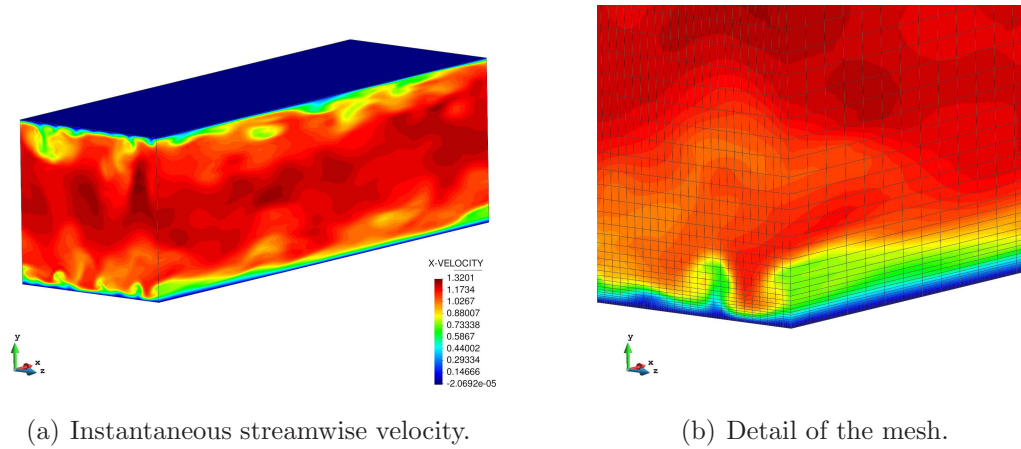 X-VELOCITY
1.3201
1.1734
1.0267
0.88007
0.73338
0.5867
0.44002
0.29334
0.14666
-2.0692e-05
y
x
z
y
x
z
(a) Instantaneous streamwise velocity.
(b) Detail of the mesh.